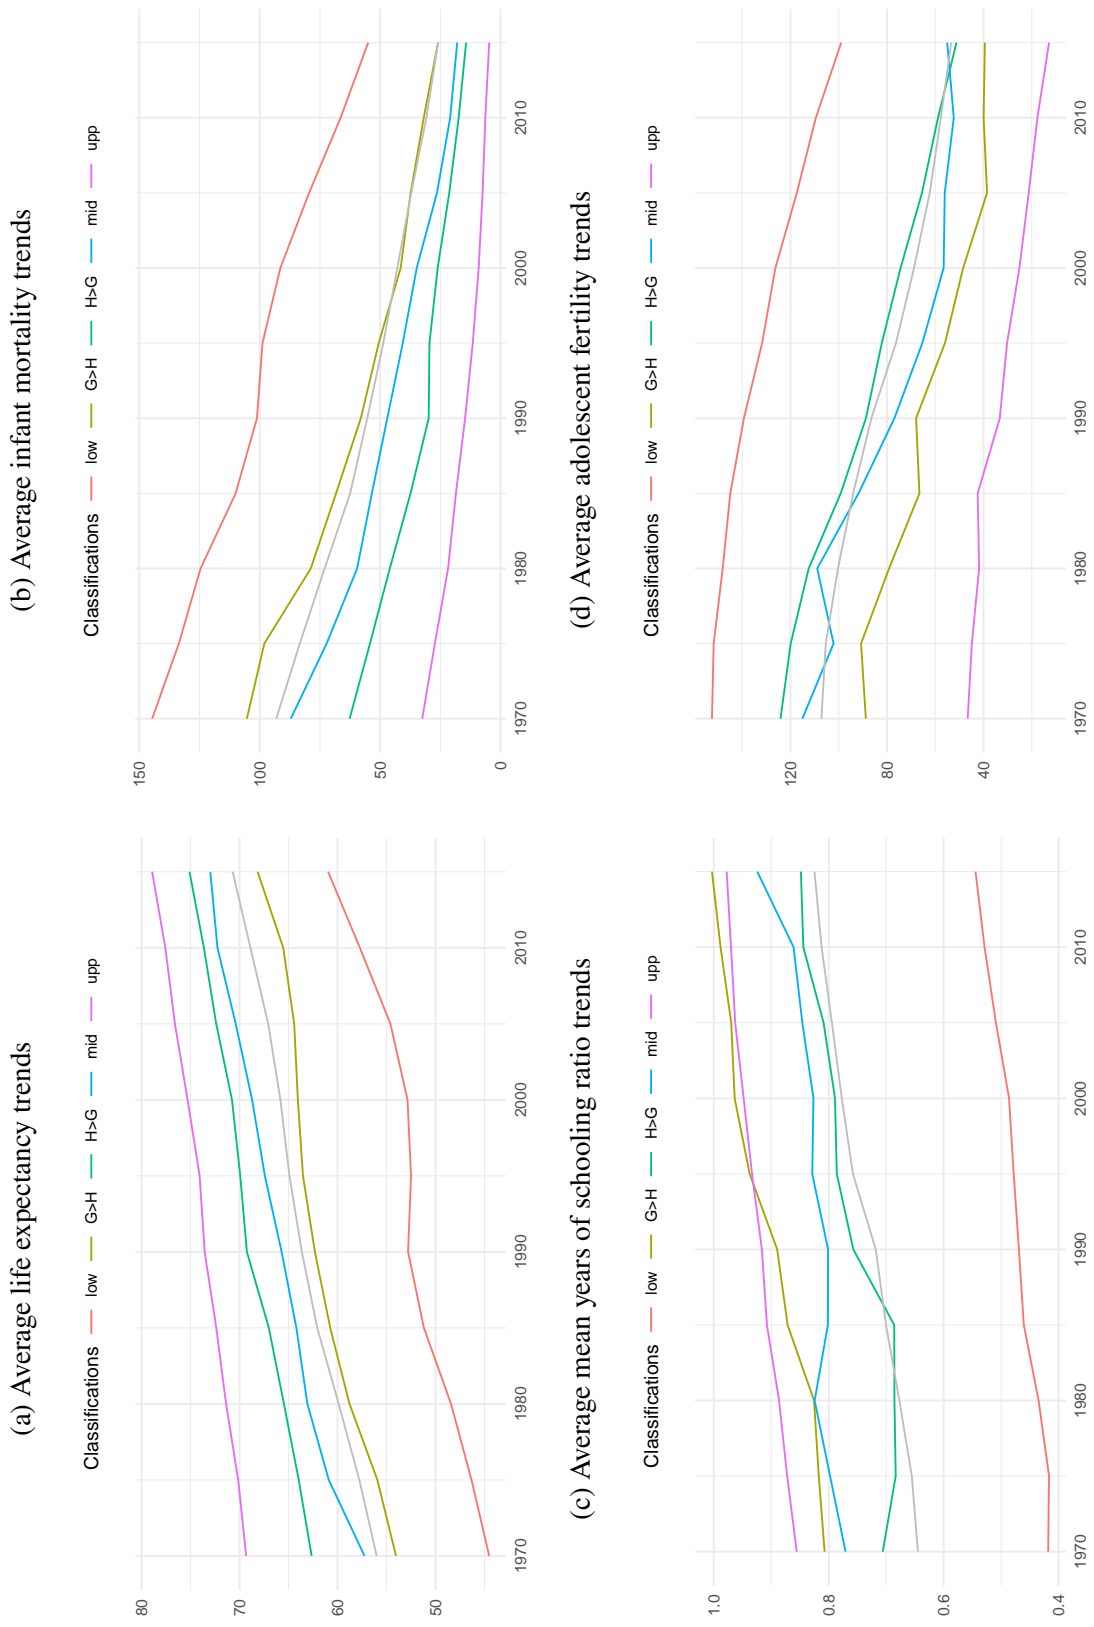 (a) Average life expectancy trends
Classifications low G>H H>G mid upp
80
70
60
50
1970 1980 1990 2000 2010
(b) Average infant mortality trends
Classifications low G>H H>G mid upp
150
100
50
0
1970 1980 1990 2000 2010
(c) Average mean years of schooling ratio trends
Classifications low G>H H>G mid upp
1.0
0.8
0.6
0.4
1970 1980 1990 2000 2010
(d) Average adolescent fertility trends
Classifications low G>H H>G mid upp
120
80
40
1970 1980 1990 2000 2010